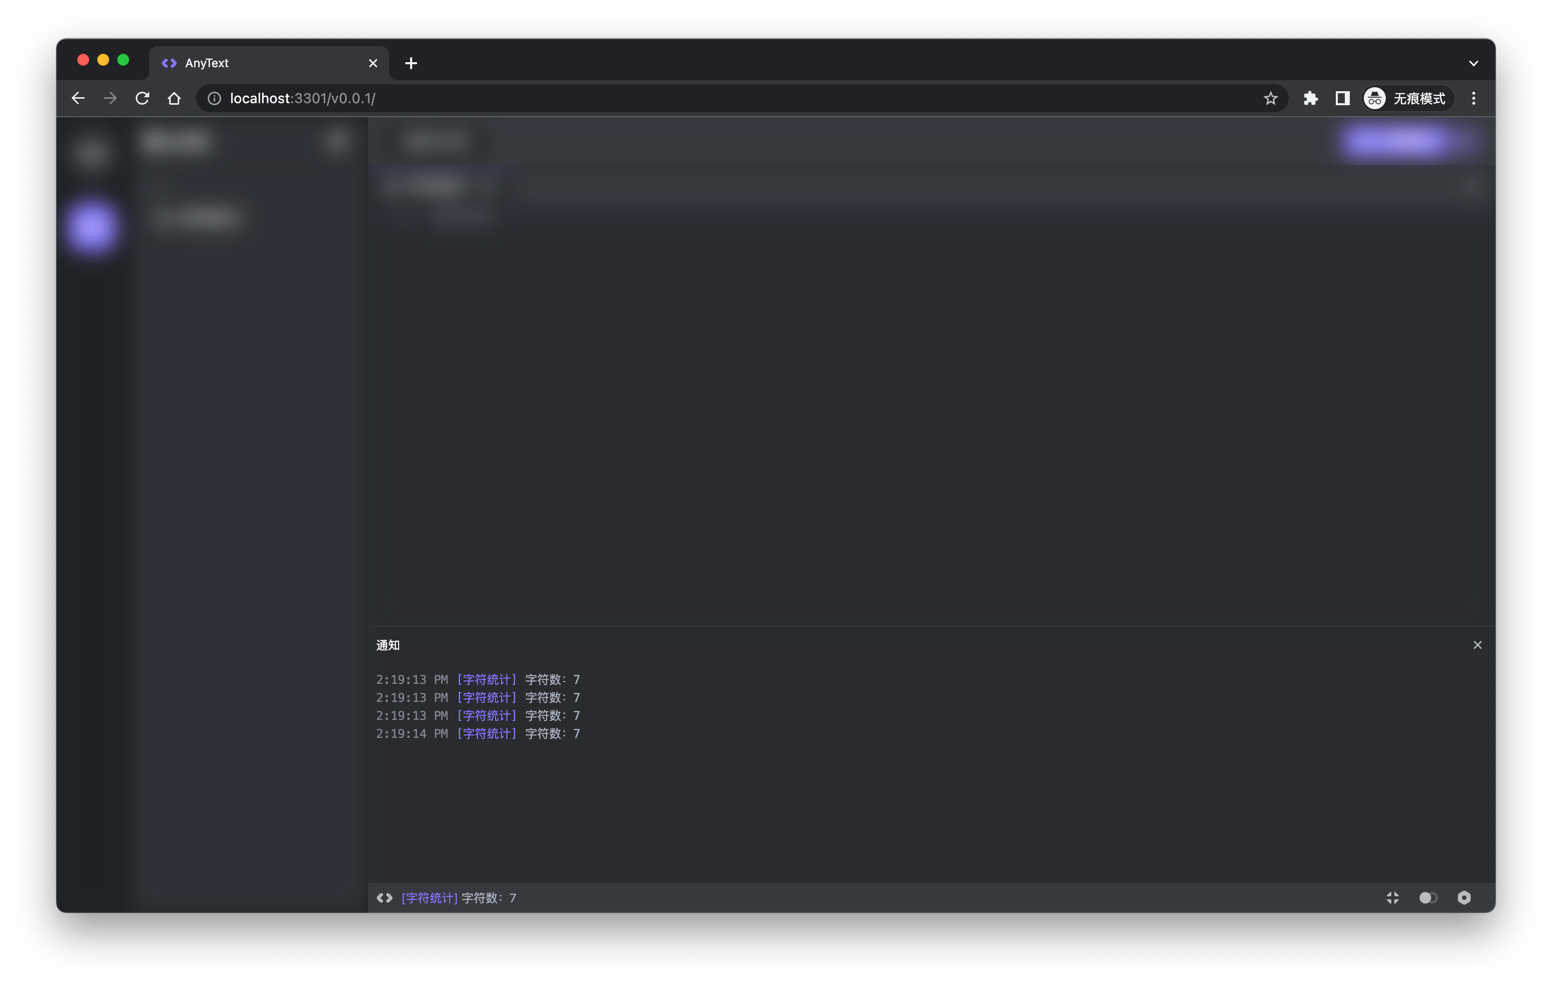 AnyText
localhost:3301/v0.0.1/
无痕模式
通知
2:19:13 PM [字符统计] 字符数: 7
2:19:13 PM [字符统计] 字符数: 7
2:19:13 PM [字符统计] 字符数: 7
2:19:14 PM [字符统计] 字符数: 7
[字符统计] 字符数: 7